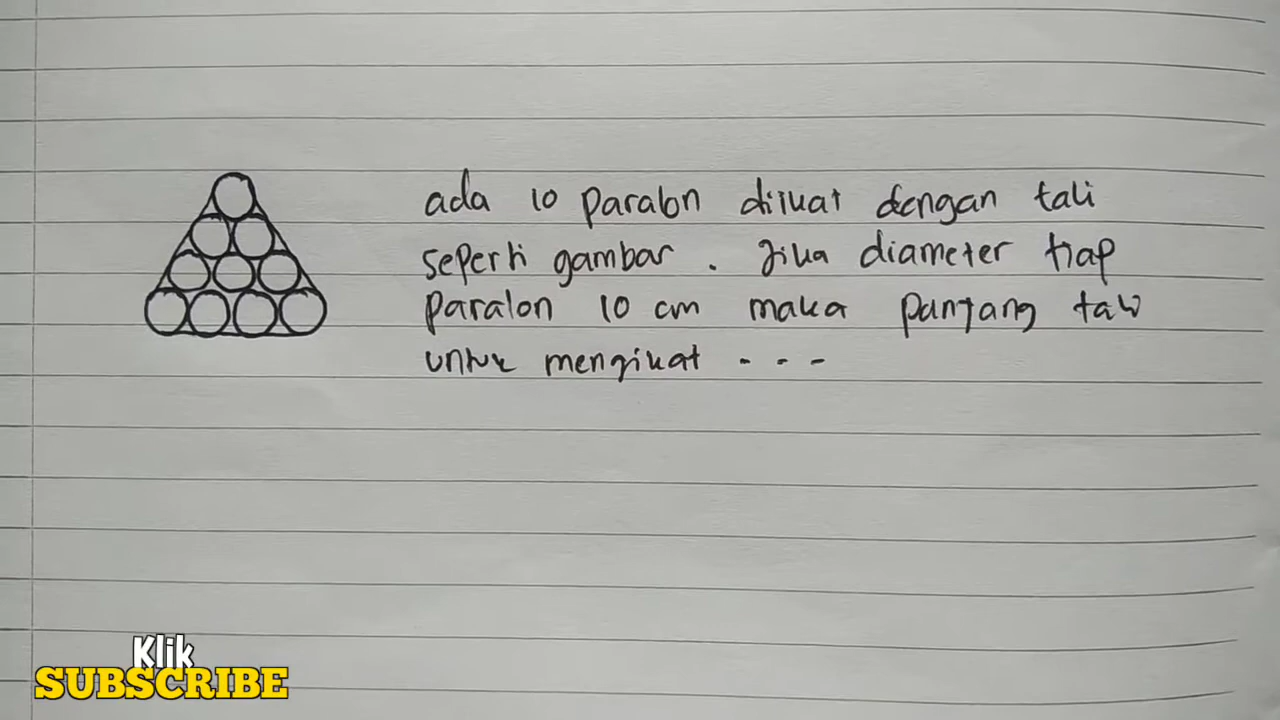 ada 10 paralon diikat dengan tali
seperti gambar. Jika diameter tiap
paralon 10 cm maka panjang tali
untuk mengikat ...
Klik
SUBSCRIBE